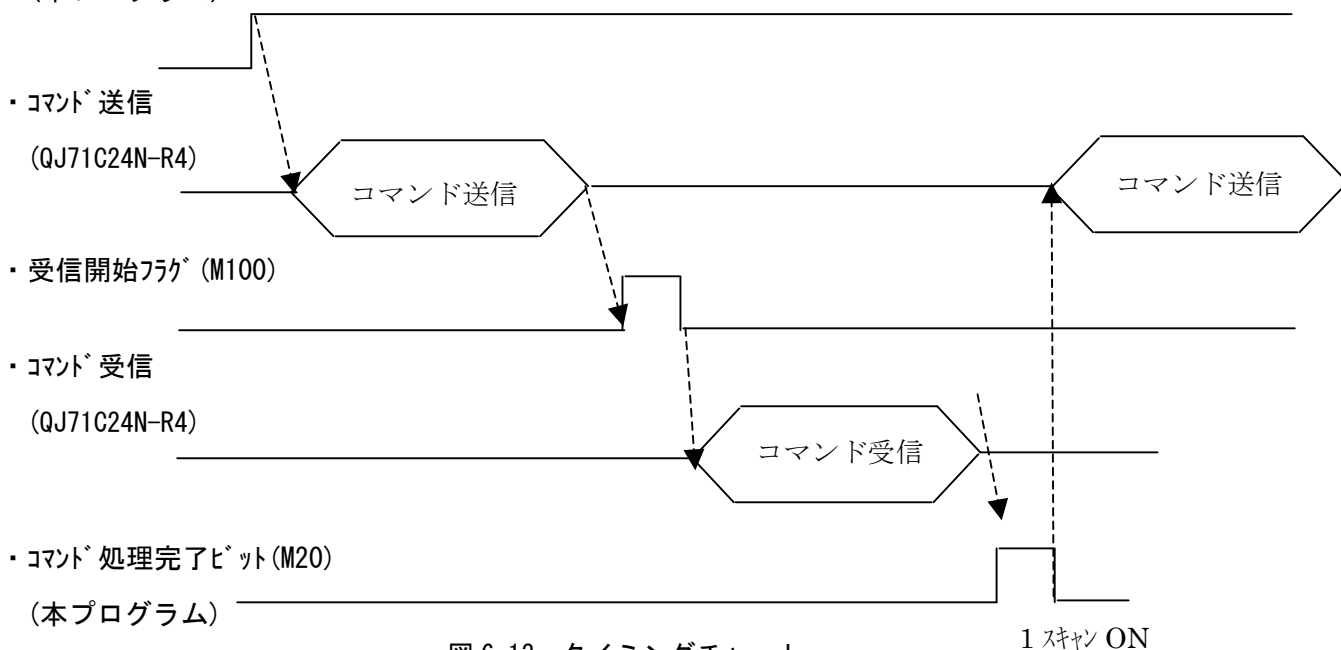 ・ｺﾏﾝﾄﾞ送信
(QJ71C24N-R4)
コマンド送信
コマンド送信
・受信開始ﾌﾗｸﾞ(M100)
・ｺﾏﾝﾄﾞ受信
(QJ71C24N-R4)
コマンド受信
・ｺﾏﾝﾄﾞ処理完了ﾋﾞｯﾄ(M20)
(本プログラム)
1 ｽｷｬﾝ ON